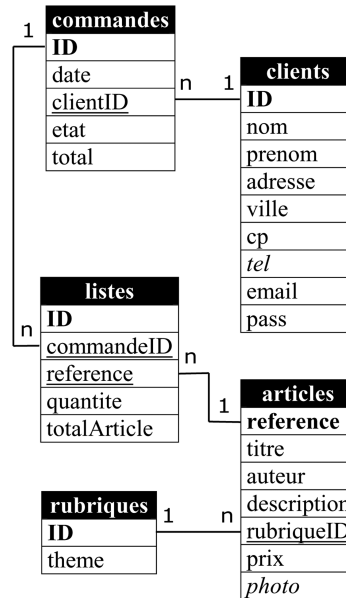 commandes
ID
date
clientID
etat
total
1
n
1
clients
ID
nom
prenom
adresse
ville
cp
tel
email
pass
listes
ID
commandeID
reference
quantite
totalArticle
n
n
1
articles
reference
titre
auteur
description
rubriqueID
prix
photo
rubriques
ID
theme
1
n